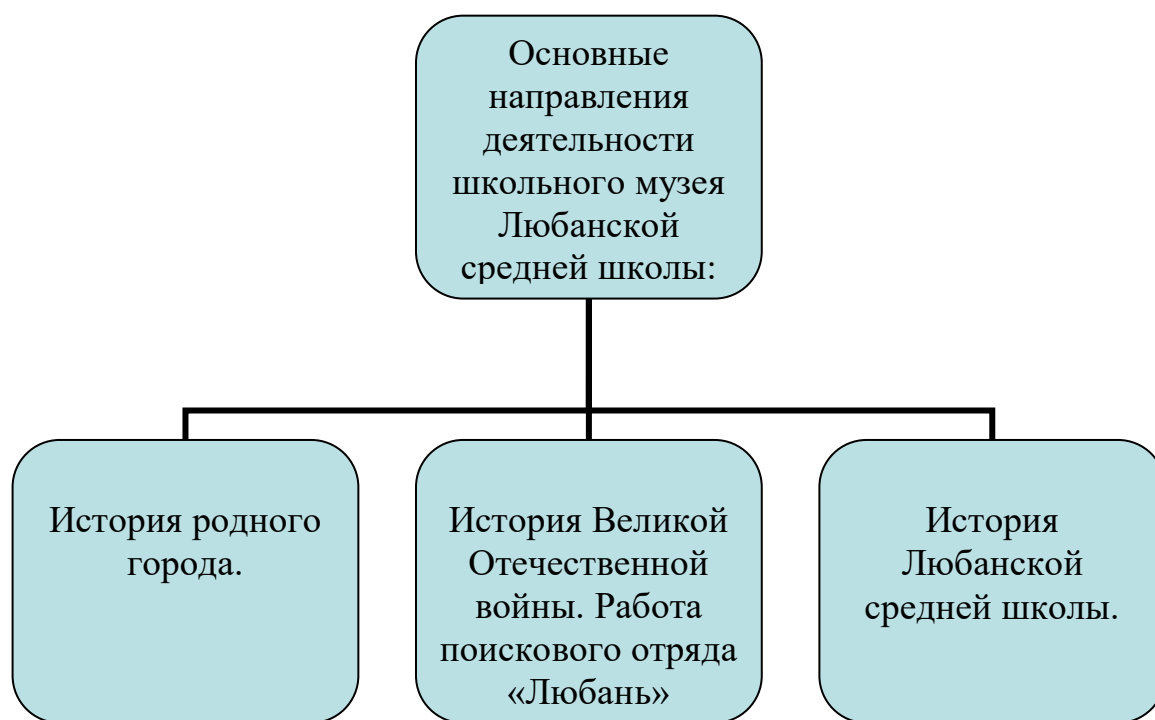 Основные
направления
деятельности
школьного музея
Любанской
средней школы:
История родного
города.
История Великой
Отечественной
войны. Работа
поискового отряда
«Любань»
История
Любанской
средней школы.